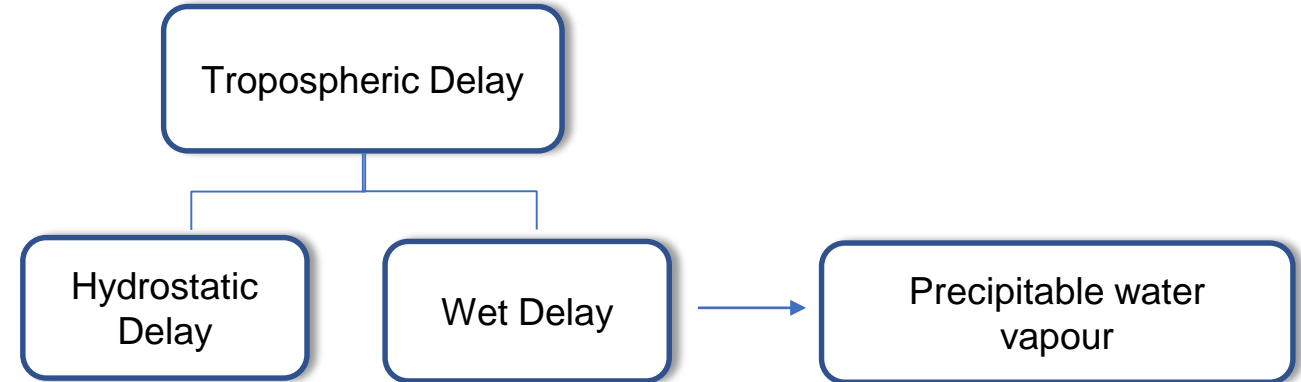 Tropospheric Delay
Hydrostatic
Delay
Wet Delay
Precipitable water
vapour